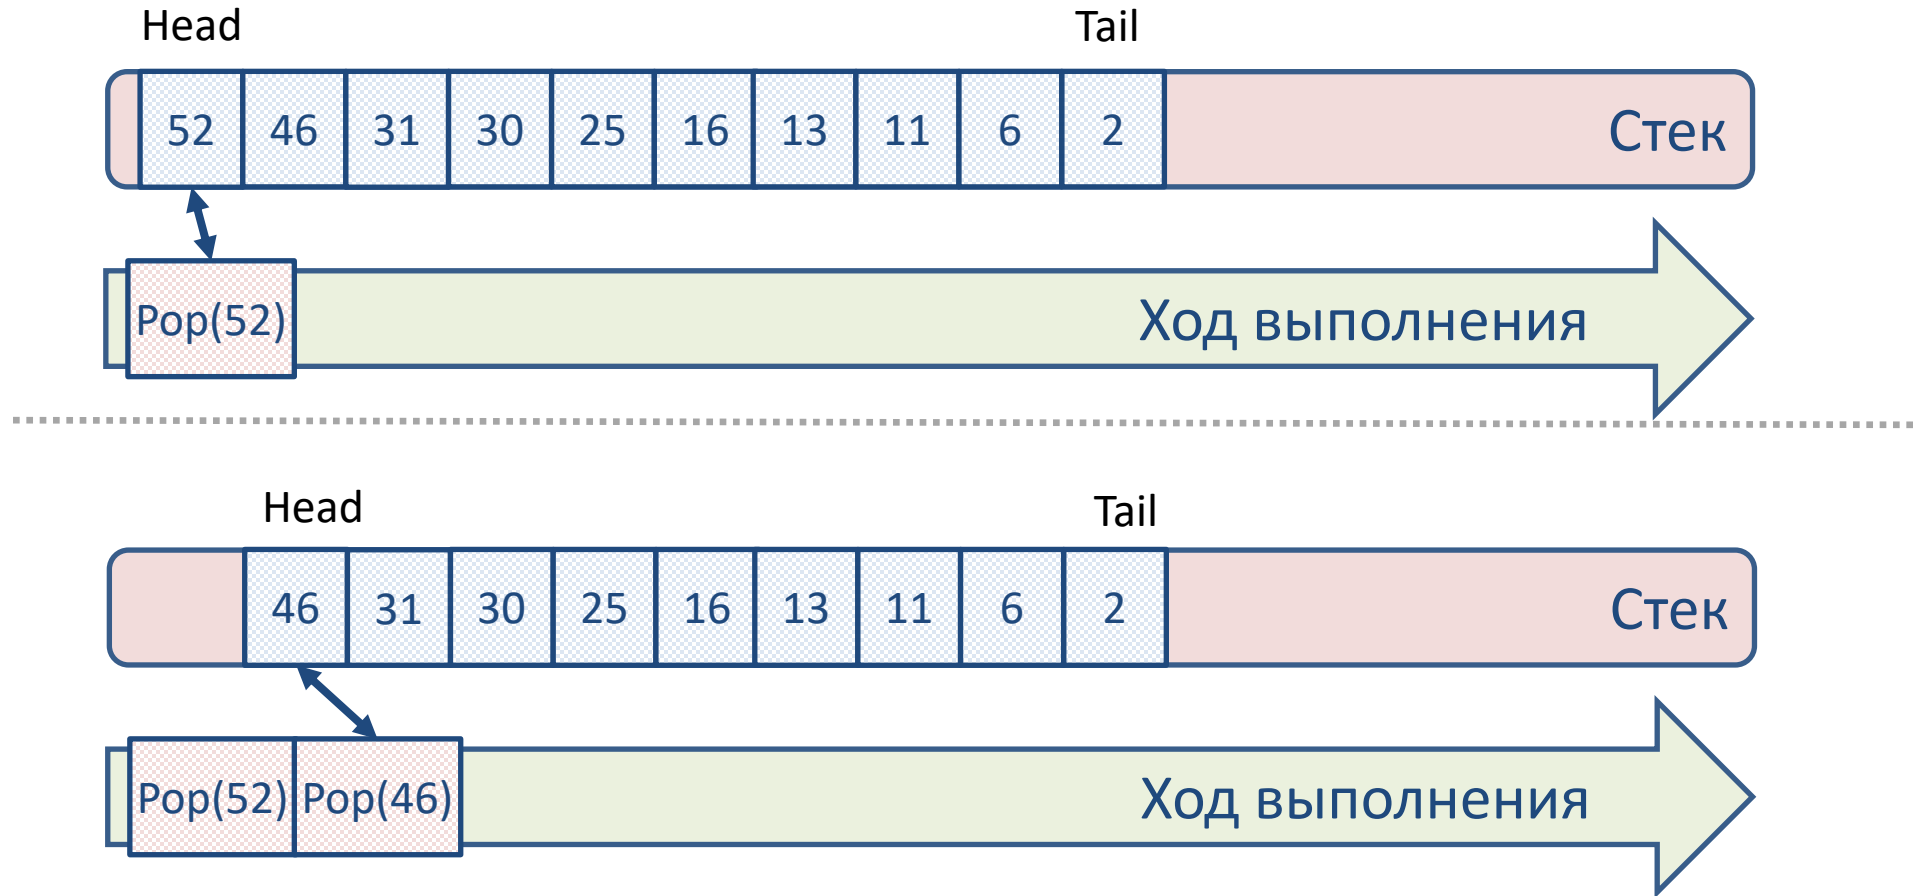 Head Tail
52 46 31 30 25 16 13 11 6 2 Стек
Pop(52) Ход выполнения
Head Tail
46 31 30 25 16 13 11 6 2 Стек
Pop(52) Pop(46) Ход выполнения